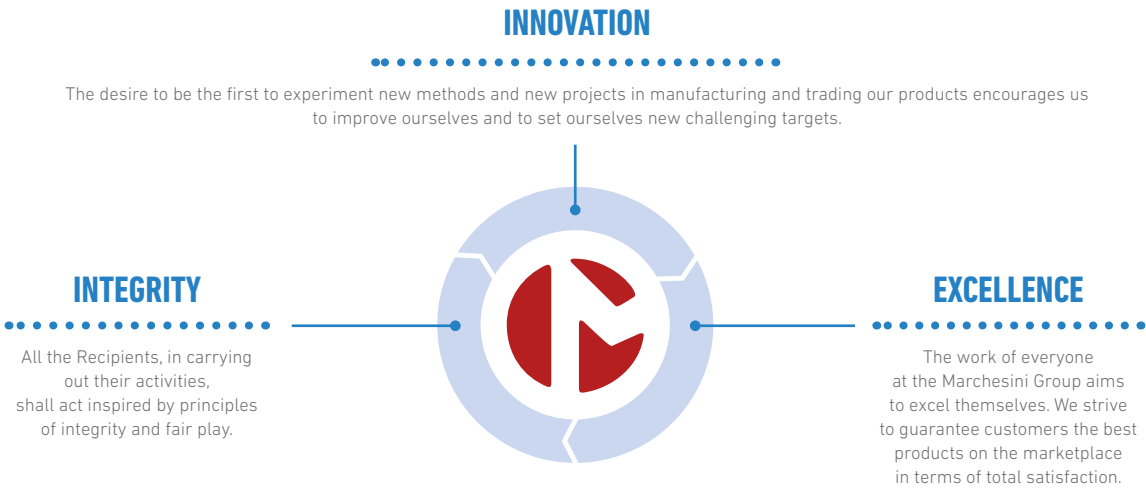 INNOVATION
The desire to be the first to experiment new methods and new projects in manufacturing and trading our products encourages us
to improve ourselves and to set ourselves new challenging targets.
INTEGRITY
All the Recipients, in carrying
out their activities,
shall act inspired by principles
of integrity and fair play.
EXCELLENCE
The work of everyone
at the Marchesini Group aims
to excel themselves. We strive
to guarantee customers the best
products on the marketplace
in terms of total satisfaction.